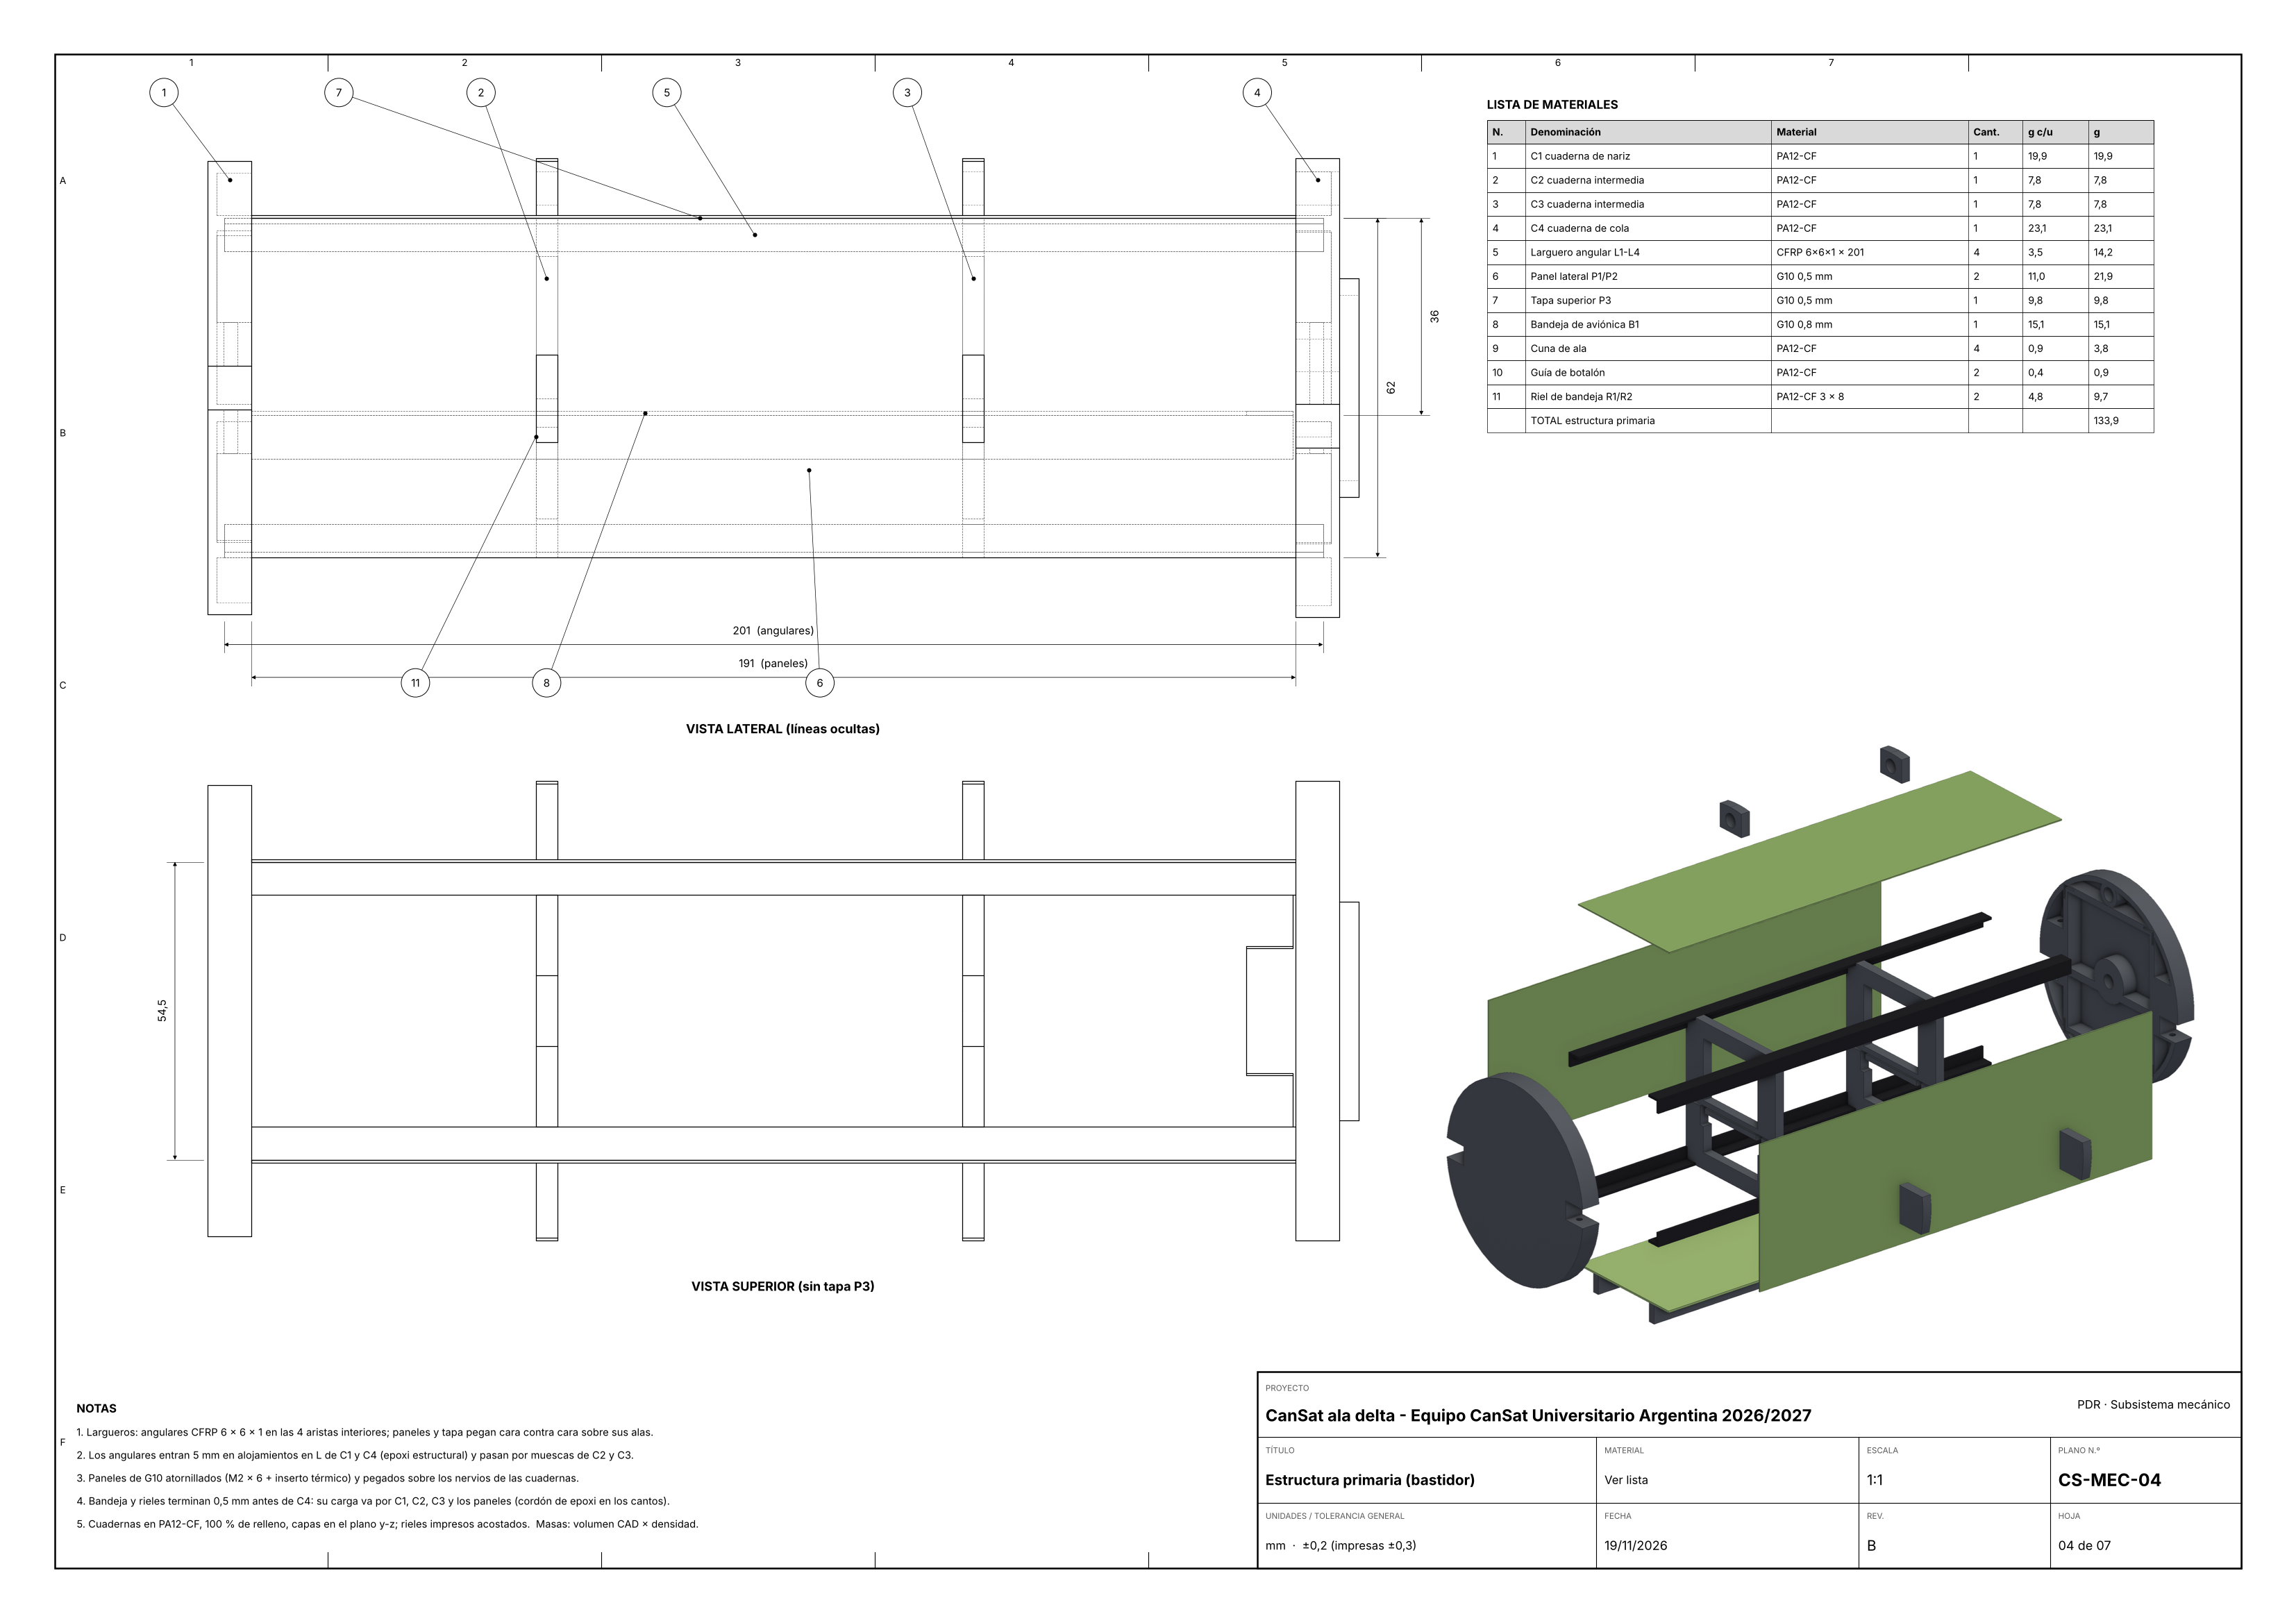 1 2 3 4 5 6 7
1 7 2 5 3 4
A
B
C
D
E
F
36
62
201 (angulares)
191 (paneles)
11 8 6
VISTA LATERAL (líneas ocultas)
54,5
VISTA SUPERIOR (sin tapa P3)
LISTA DE MATERIALES
N. Denominación Material Cant. g c/u g
1 C1 cuaderna de nariz PA12-CF 1 19,9 19,9
2 C2 cuaderna intermedia PA12-CF 1 7,8 7,8
3 C3 cuaderna intermedia PA12-CF 1 7,8 7,8
4 C4 cuaderna de cola PA12-CF 1 23,1 23,1
5 Larguero angular L1-L4 CFRP 6×6×1 × 201 4 3,5 14,2
6 Panel lateral P1/P2 G10 0,5 mm 2 11,0 21,9
7 Tapa superior P3 G10 0,5 mm 1 9,8 9,8
8 Bandeja de aviónica B1 G10 0,8 mm 1 15,1 15,1
9 Cuna de ala PA12-CF 4 0,9 3,8
10 Guía de botalón PA12-CF 2 0,4 0,9
11 Riel de bandeja R1/R2 PA12-CF 3 × 8 2 4,8 9,7
TOTAL estructura primaria 133,9
NOTAS
1. Largueros: angulares CFRP 6 × 6 × 1 en las 4 aristas interiores; paneles y tapa pegan cara contra cara sobre sus alas.
2. Los angulares entran 5 mm en alojamientos en L de C1 y C4 (epoxi estructural) y pasan por muescas de C2 y C3.
3. Paneles de G10 atornillados (M2 × 6 + inserto térmico) y pegados sobre los nervios de las cuadernas.
4. Bandeja y rieles terminan 0,5 mm antes de C4: su carga va por C1, C2, C3 y los paneles (cordón de epoxi en los cantos).
5. Cuadernas en PA12-CF, 100 % de relleno, capas en el plano y-z; rieles impresos acostados. Masas: volumen CAD × densidad.
PROYECTO
CanSat ala delta - Equipo CanSat Universitario Argentina 2026/2027
PDR · Subsistema mecánico
TÍTULO MATERIAL ESCALA PLANO N.º
Estructura primaria (bastidor) Ver lista 1:1 CS-MEC-04
UNIDADES / TOLERANCIA GENERAL FECHA REV. HOJA
mm · ±0,2 (impresas ±0,3) 19/11/2026 B 04 de 07